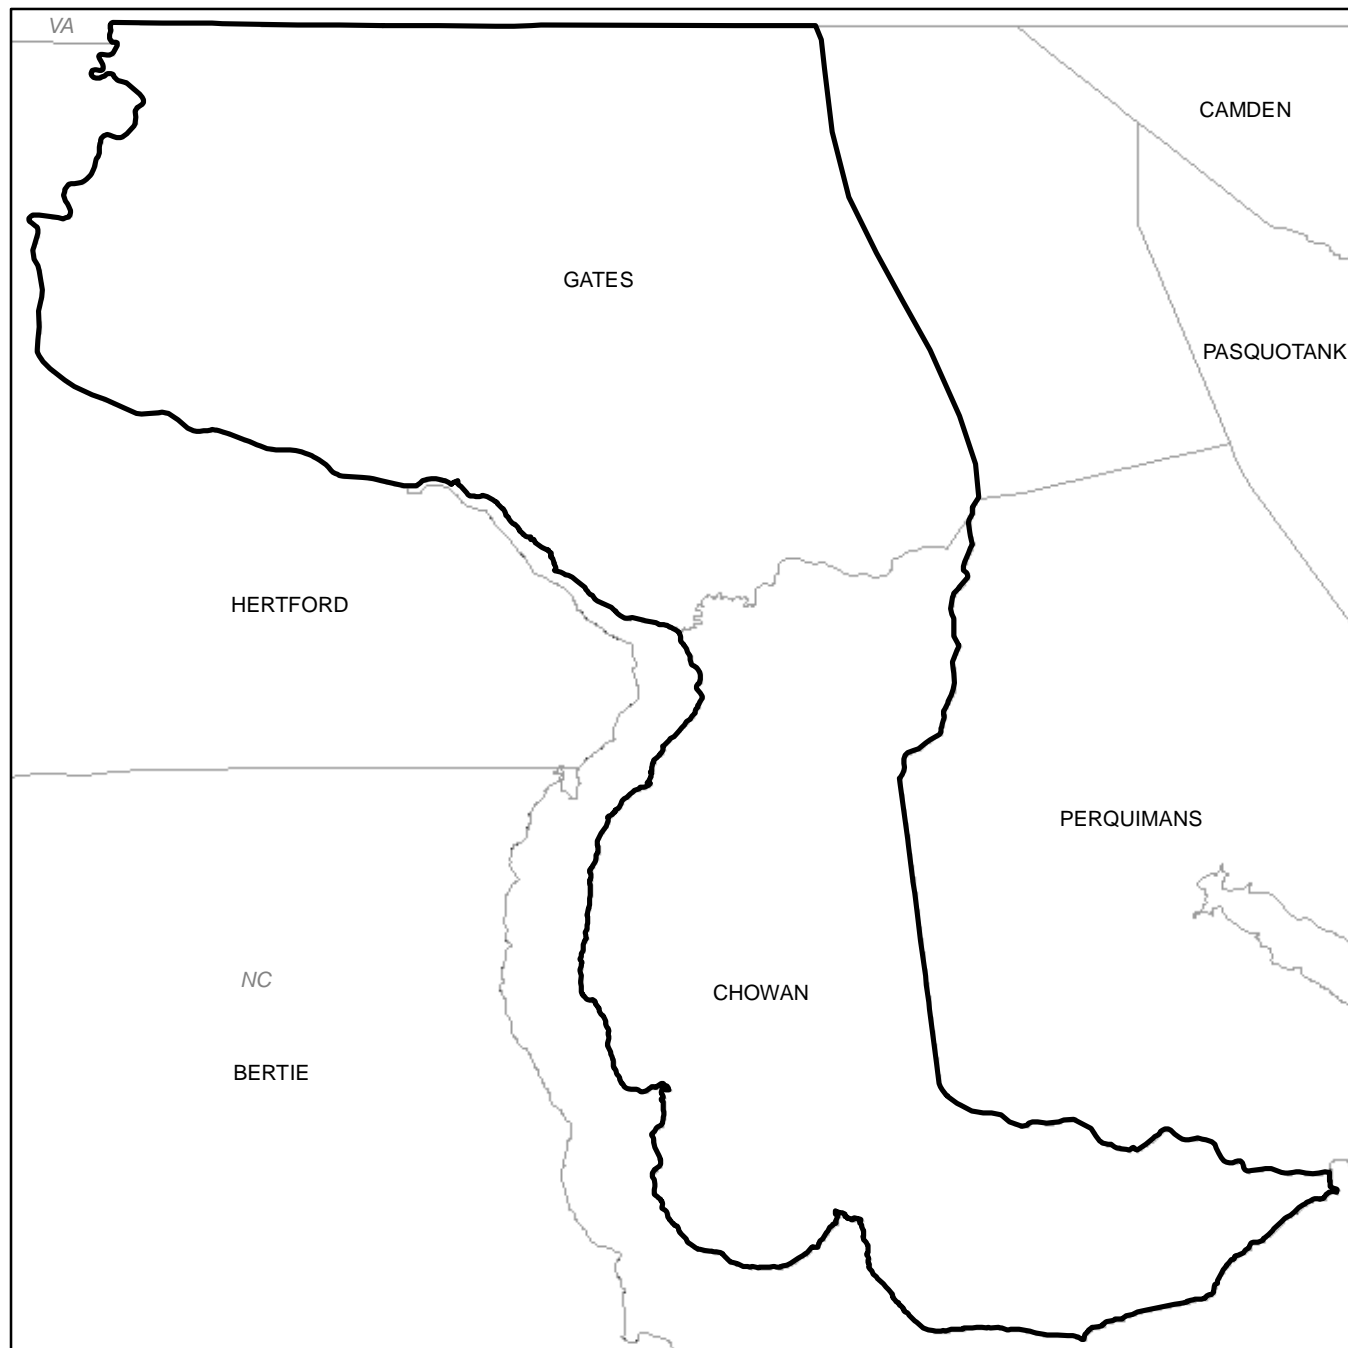 VA
CAMDEN
GATES
PASQUOTANK
HERTFORD
PERQUIMANS
NC
CHOWAN
BERTIE